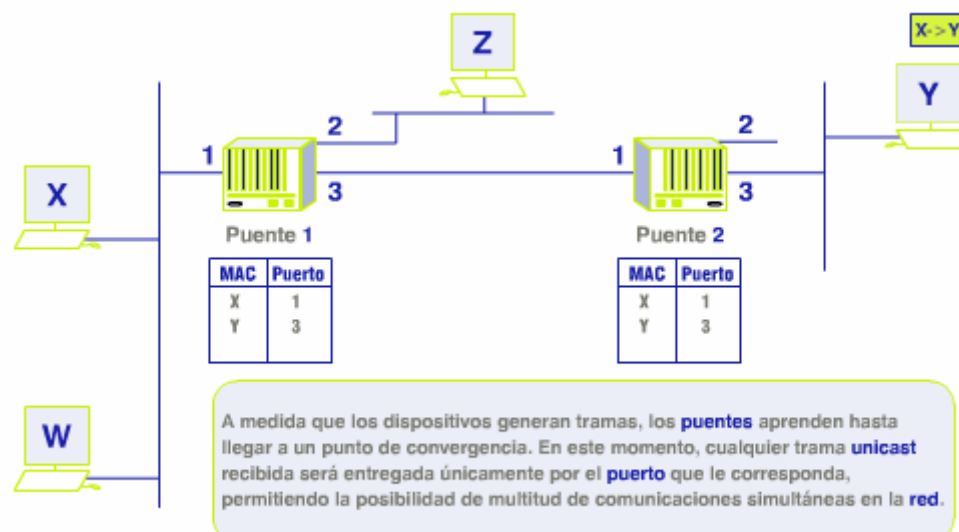 Z
X->Y
Y
2
2
1
1
3
3
X
Puente 1
Puente 2
MAC Puerto
X 1
Y 3
MAC Puerto
X 1
Y 3
W
A medida que los dispositivos generan tramas, los puentes aprenden hasta
llegar a un punto de convergencia. En este momento, cualquier trama unicast
recibida será entregada únicamente por el puerto que le corresponda,
permitiendo la posibilidad de multitud de comunicaciones simultáneas en la red.